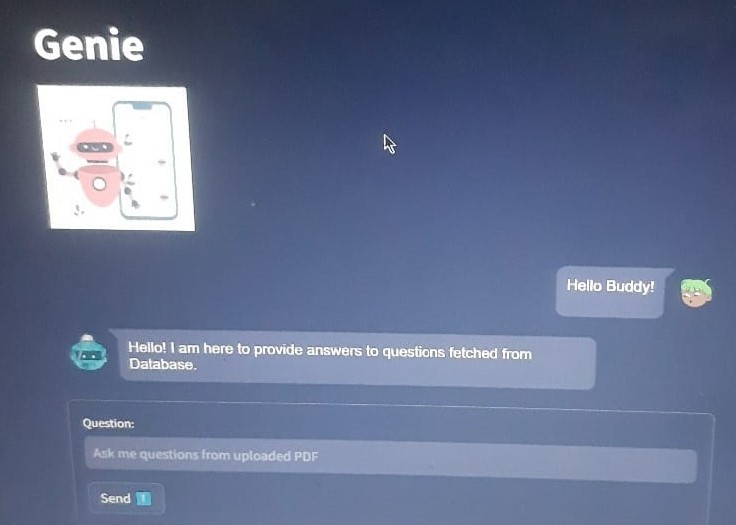 Genie
Hello Buddy!
Hello! I am here to provide answers to questions fetched from
Database.
Question:
Ask me questions from uploaded PDF
Send